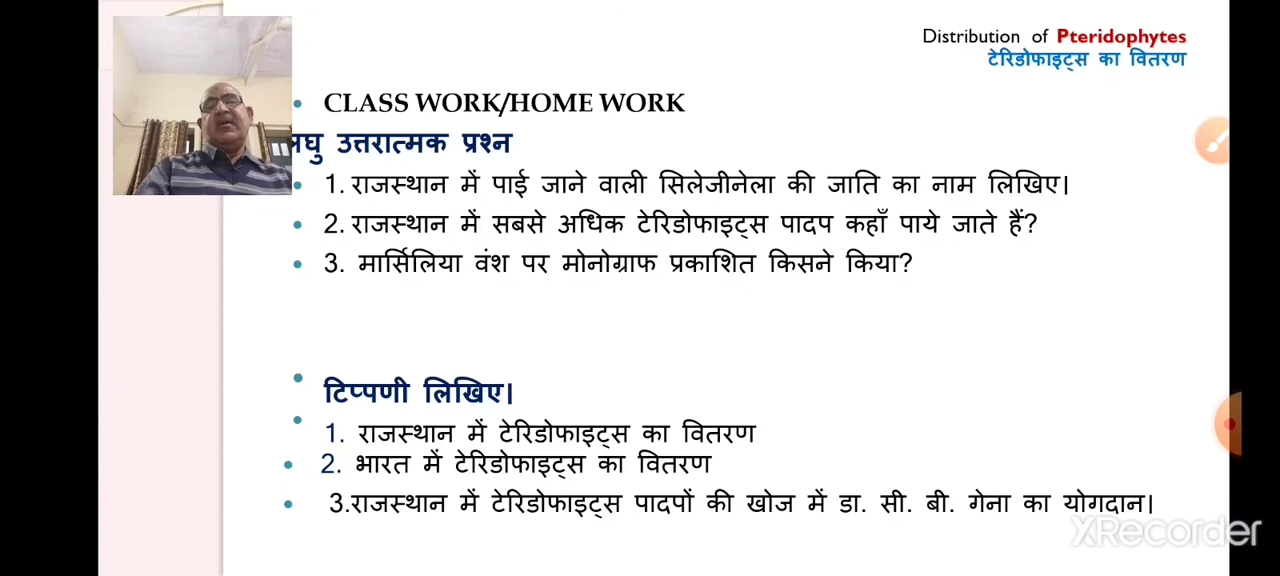 Distribution of Pteridophytes
टेरिडोफाइट्स का वितरण
• CLASS WORK/HOME WORK
लघु उत्तरात्मक प्रश्न
• 1. राजस्थान में पाई जाने वाली सिलेजीनेला की जाति का नाम लिखिए।
• 2. राजस्थान में सबसे अधिक टेरिडोफाइट्स पादप कहाँ पाये जाते हैं?
• 3. मार्सिलिया वंश पर मोनोग्राफ प्रकाशित किसने किया?
• टिप्पणी लिखिए।
• 1. राजस्थान में टेरिडोफाइट्स का वितरण
• 2. भारत में टेरिडोफाइट्स का वितरण
• 3.राजस्थान में टेरिडोफाइट्स पादपों की खोज में डा. सी. बी. गेना का योगदान।
XRecorder